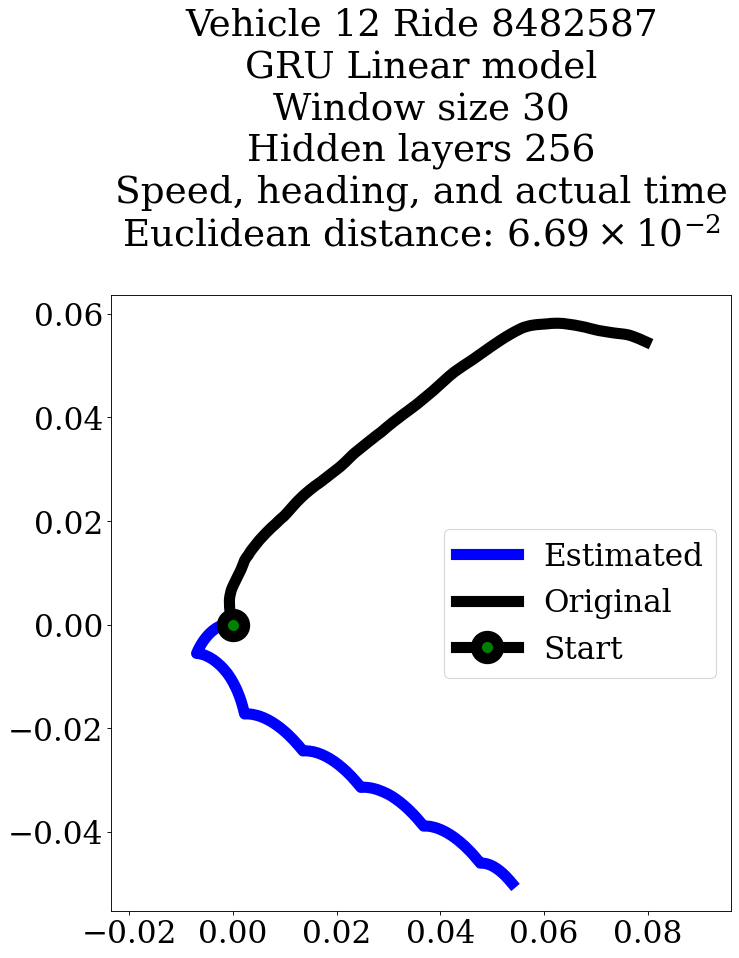 Vehicle 12 Ride 8482587
GRU Linear model
Window size 30
Hidden layers 256
Speed, heading, and actual time
Euclidean distance: 6.69 × 10⁻²
0.06
0.04
0.02
0.00
−0.02
−0.04
Estimated
Original
Start
−0.02 0.00 0.02 0.04 0.06 0.08